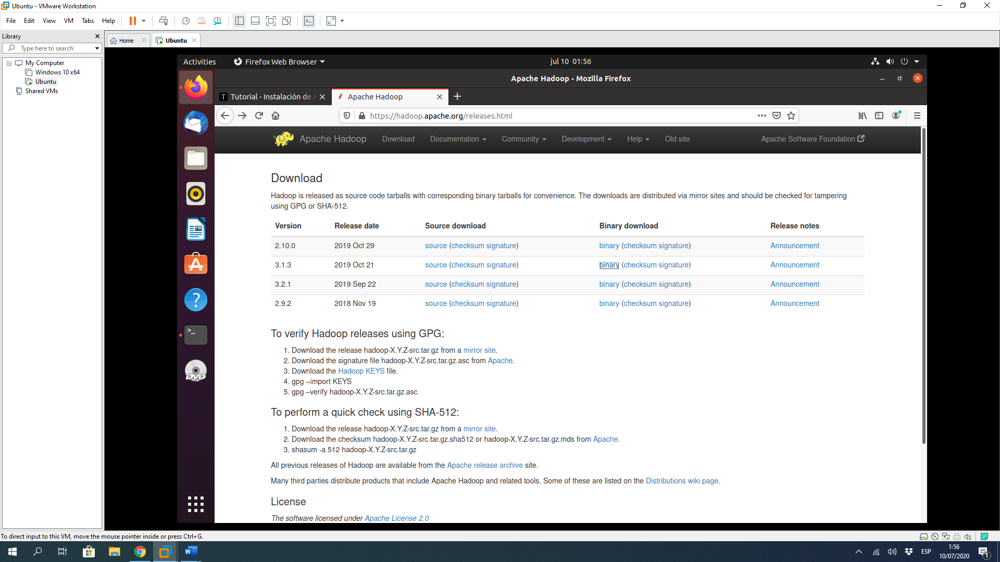 Ubuntu - VMware Workstation
File Edit View VM Tabs Help
Library
Type here to search
My Computer
Windows 10 x64
Ubuntu
Shared VMs
Home
Ubuntu
Activities
Firefox Web Browser
jul 10 01:56
Apache Hadoop - Mozilla Firefox
T Tutorial - Instalación de A
Apache Hadoop
https://hadoop.apache.org/releases.html
Apache Hadoop Download Documentation Community Development Help Old site Apache Software Foundation
Download
Hadoop is released as source code tarballs with corresponding binary tarballs for convenience. The downloads are distributed via mirror sites and should be checked for tampering
using GPG or SHA-512.
Version Release date Source download Binary download Release notes
2.10.0 2019 Oct 29 source (checksum signature) binary (checksum signature) Announcement
3.1.3 2019 Oct 21 source (checksum signature) binary (checksum signature) Announcement
3.2.1 2019 Sep 22 source (checksum signature) binary (checksum signature) Announcement
2.9.2 2018 Nov 19 source (checksum signature) binary (checksum signature) Announcement
To verify Hadoop releases using GPG:
1. Download the release hadoop-X.Y.Z-src.tar.gz from a mirror site.
2. Download the signature file hadoop-X.Y.Z-src.tar.gz.asc from Apache.
3. Download the Hadoop KEYS file.
4. gpg –import KEYS
5. gpg –verify hadoop-X.Y.Z-src.tar.gz.asc
To perform a quick check using SHA-512:
1. Download the release hadoop-X.Y.Z-src.tar.gz from a mirror site.
2. Download the checksum hadoop-X.Y.Z-src.tar.gz.sha512 or hadoop-X.Y.Z-src.tar.gz.mds from Apache.
3. shasum -a 512 hadoop-X.Y.Z-src.tar.gz
All previous releases of Hadoop are available from the Apache release archive site.
Many third parties distribute products that include Apache Hadoop and related tools. Some of these are listed on the Distributions wiki page.
License
The software licensed under Apache License 2.0
DVD
To direct input to this VM, move the mouse pointer inside or press Ctrl+G.
ESP
1:56
10/07/2020
1